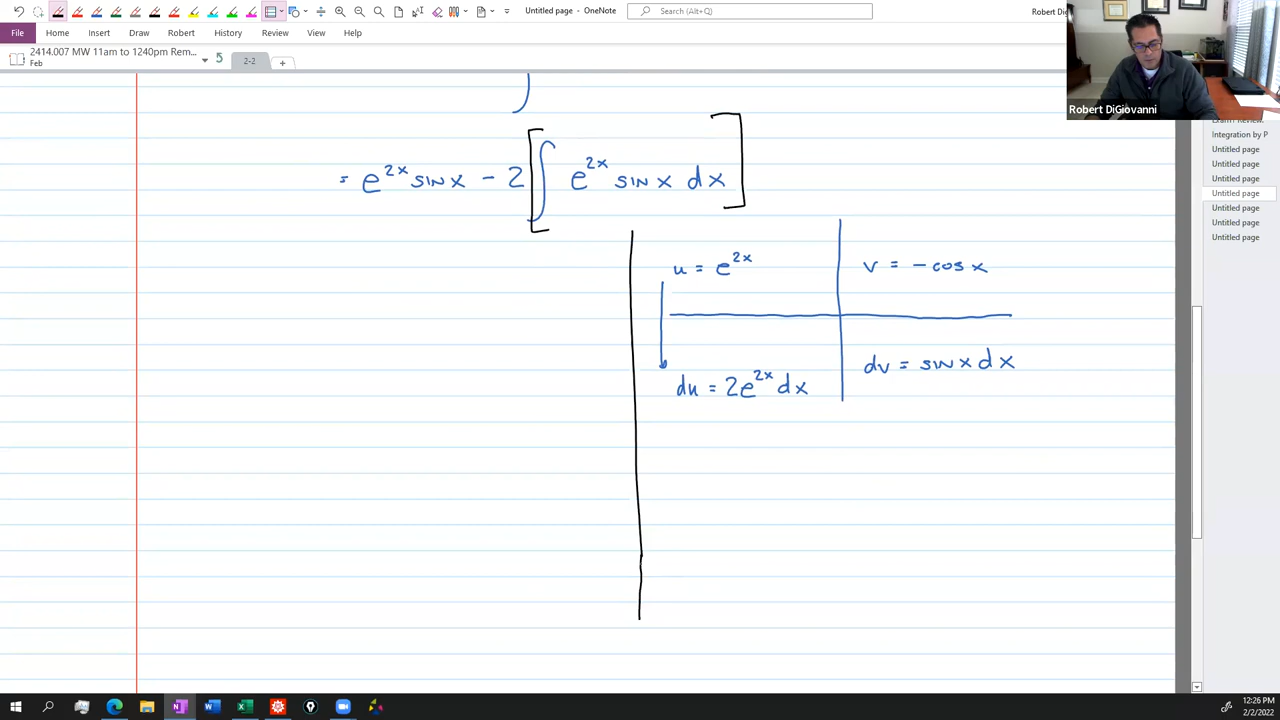 Untitled page - OneNote
Search (Alt+Q)
Robert Di
File Home Insert Draw Robert History Review View Help
2414.007 MW 11am to 1240pm Rem...
Feb
2-2
Robert DiGiovanni
Integration by P
Untitled page
Untitled page
Untitled page
Untitled page
Untitled page
Untitled page
Untitled page
= e^{2x} sin x - 2 [ ∫ e^{2x} sin x dx ]
u = e^{2x}
v = - cos x
du = 2e^{2x} dx
dv = sin x dx
12:26 PM
2/2/2022